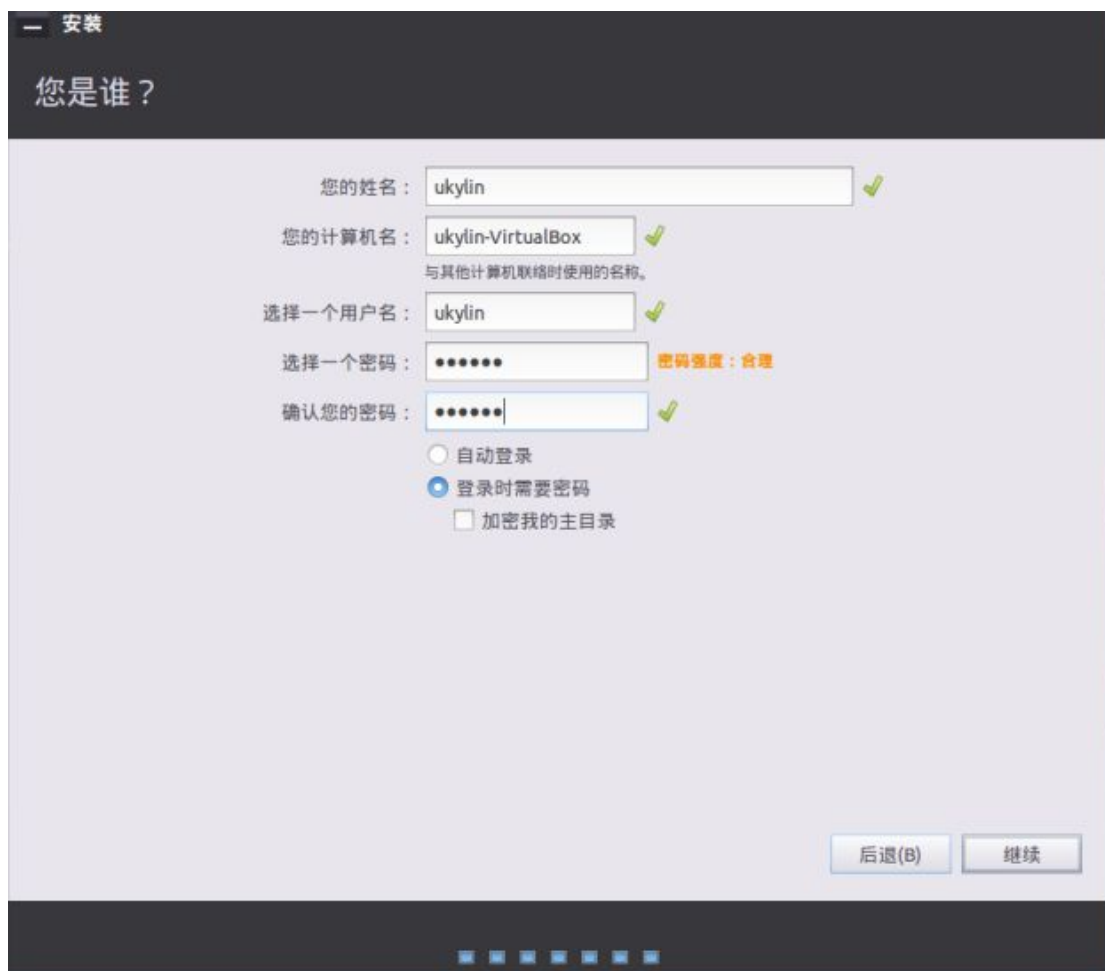 安装
您是谁？
您的姓名： ukylin
您的计算机名： ukylin-VirtualBox
与其他计算机联络时使用的名称。
选择一个用户名： ukylin
选择一个密码： ●●●●●● 密码强度：合理
确认您的密码： ●●●●●●
自动登录
登录时需要密码
加密我的主目录
后退(B) 继续